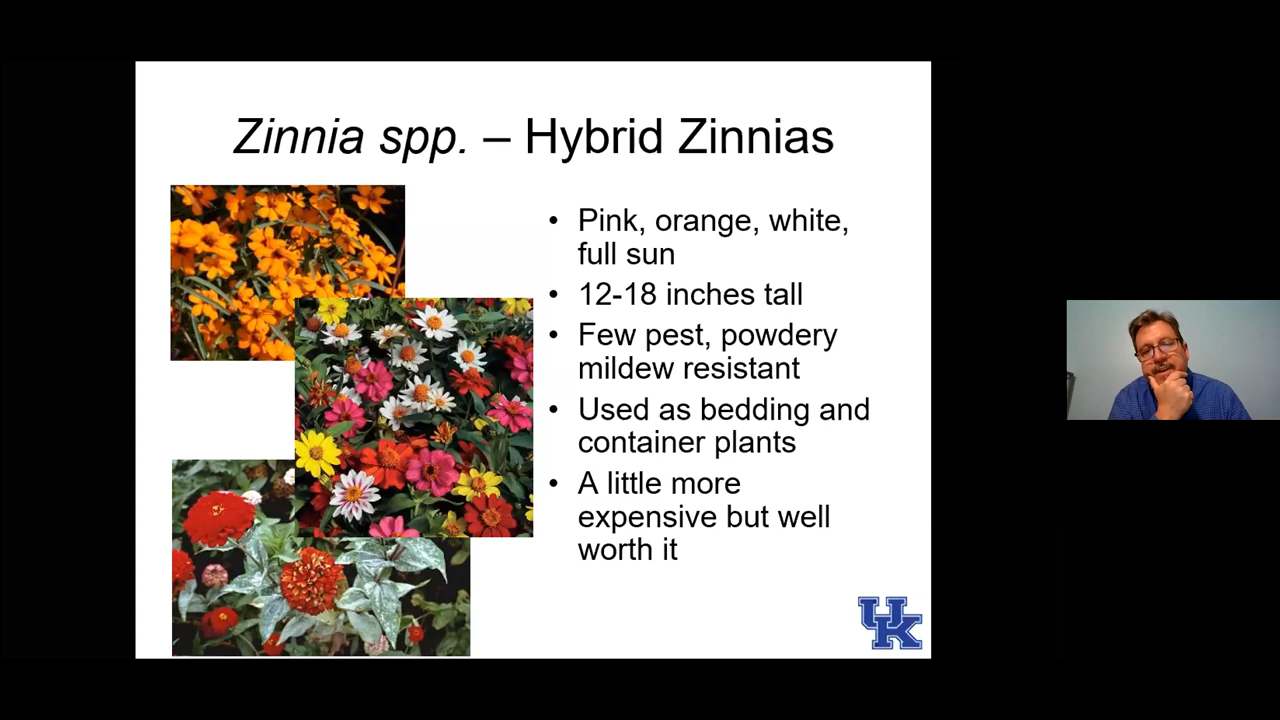 Zinnia spp. – Hybrid Zinnias
• Pink, orange, white,
full sun
• 12-18 inches tall
• Few pest, powdery
mildew resistant
• Used as bedding and
container plants
• A little more
expensive but well
worth it
UK